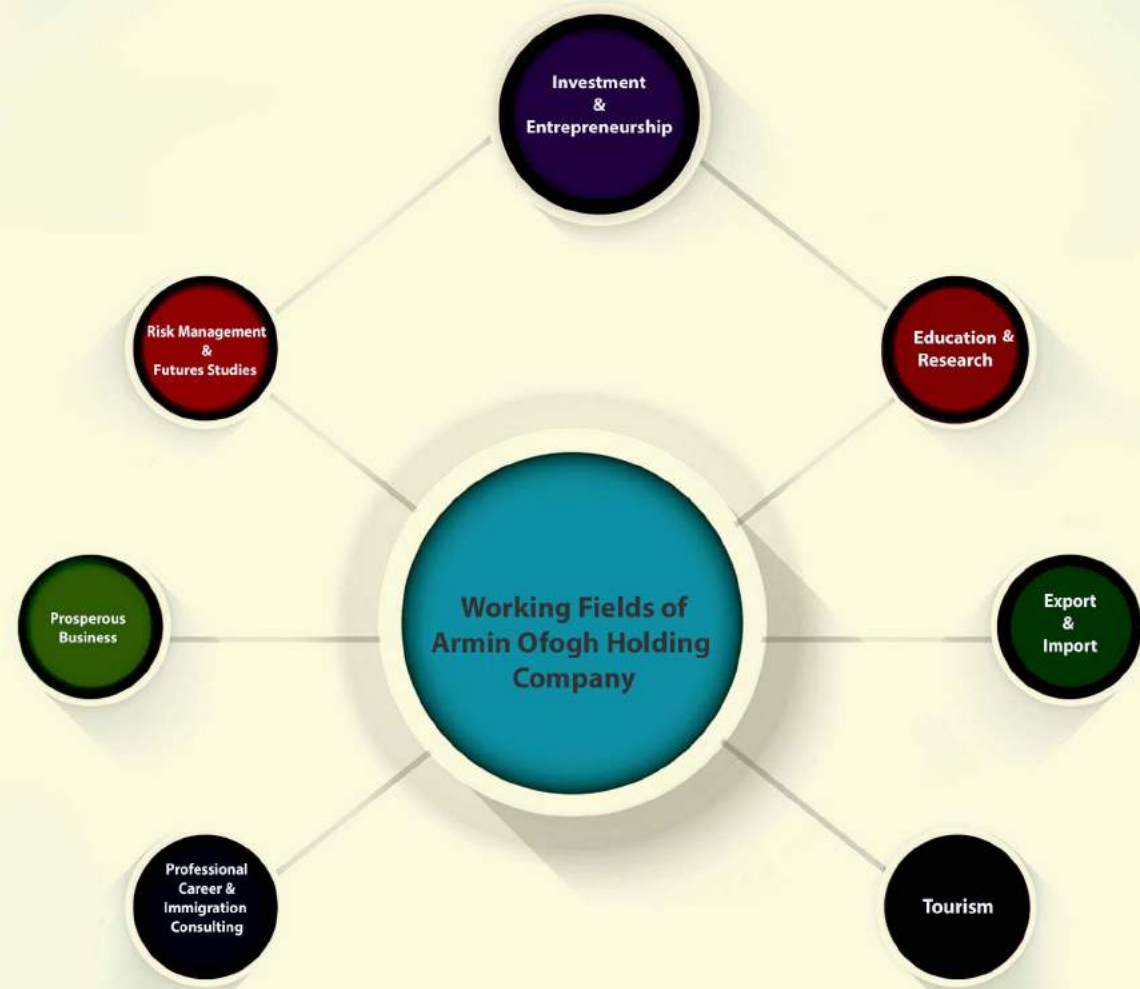 Investment
&
Entrepreneurship
Risk Management
&
Futures Studies
Education &
Research
Working Fields of
Armin Ofogh Holding
Company
Prosperous
Business
Export
&
Import
Professional
Career &
Immigration
Consulting
Tourism